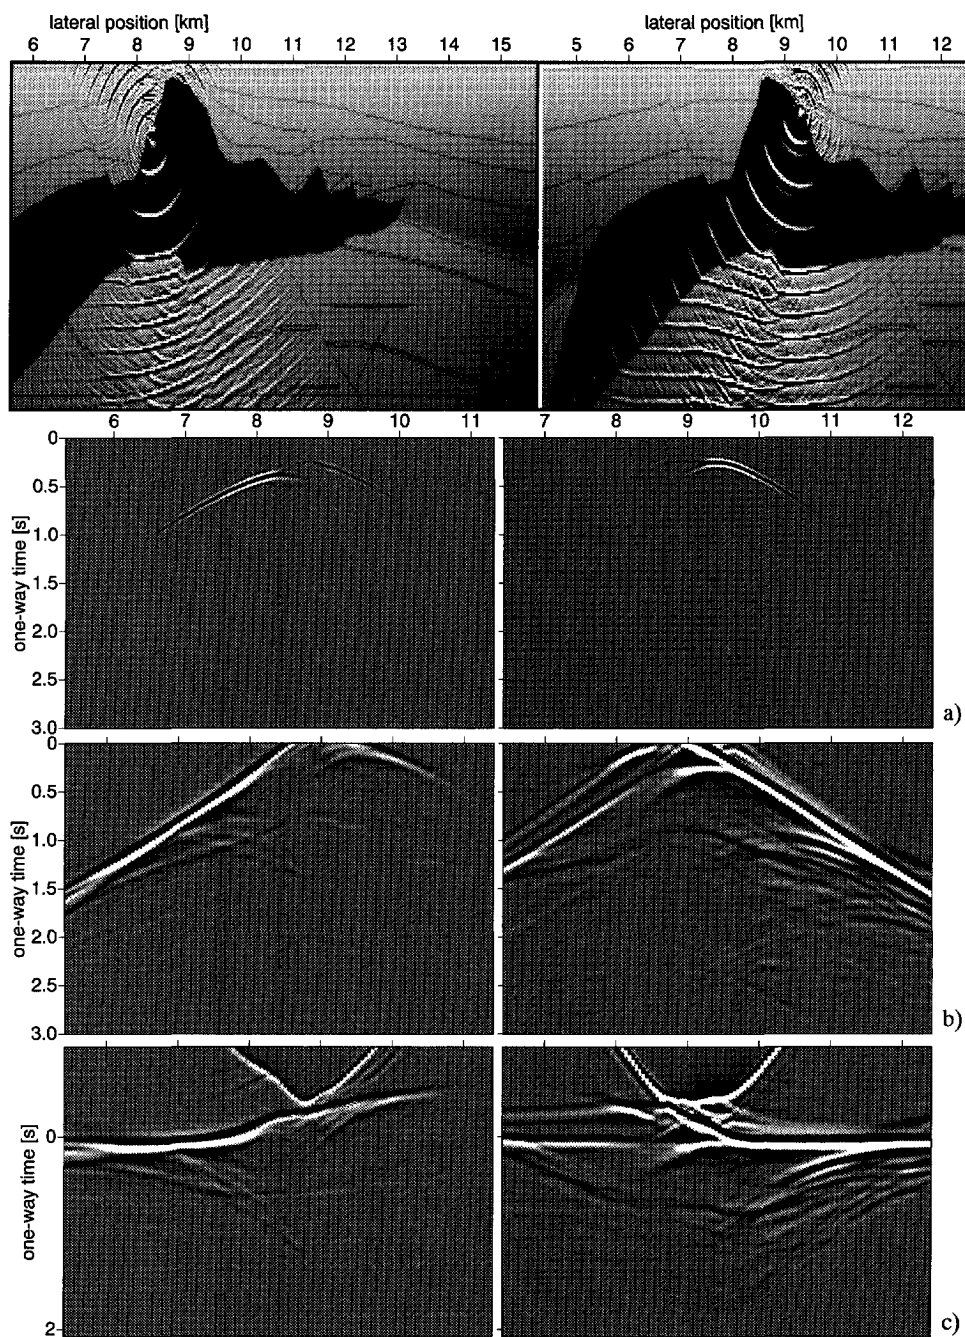 lateral position [km] lateral position [km]
6 7 8 9 10 11 12 13 14 15 5 6 7 8 9 10 11 12
6 7 8 9 10 11 7 8 9 10 11 12
0
0.5
1.0
1.5
2.0
2.5
3.0
one-way time [s]
a)
0
0.5
1.0
1.5
2.0
2.5
3.0
one-way time [s]
b)
0
2
one-way time [s]
c)